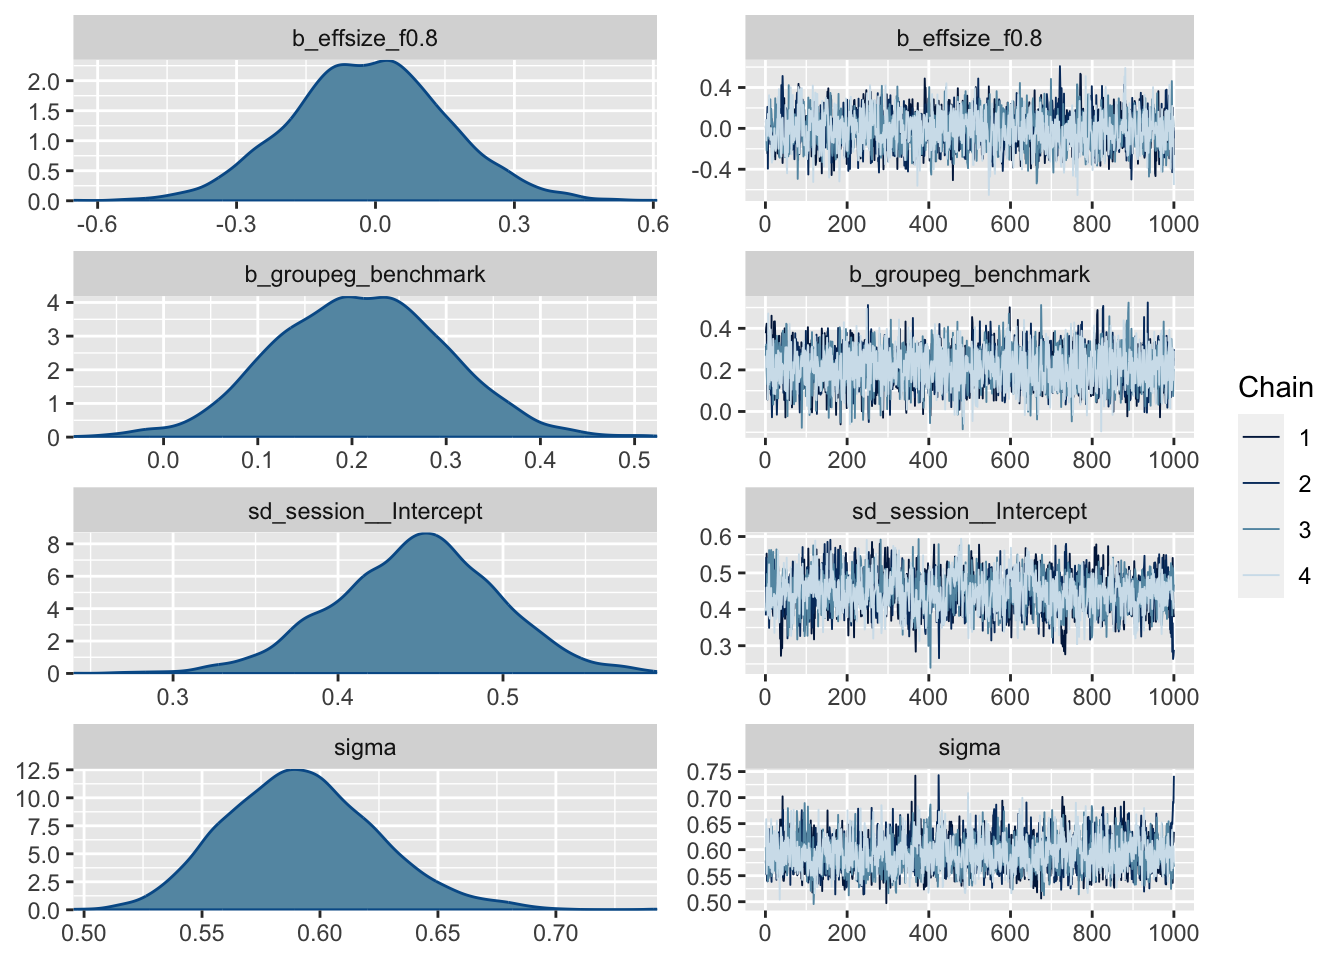 b_effsize_f0.8
b_effsize_f0.8
2.0
1.5
1.0
0.5
0.0
-0.6 -0.3 0.0 0.3 0.6
0.4
0.0
-0.4
0 200 400 600 800 1000
b_groupeg_benchmark
b_groupeg_benchmark
4
3
2
1
0
0.0 0.1 0.2 0.3 0.4 0.5
0.4
0.2
0.0
0 200 400 600 800 1000
sd_session__Intercept
sd_session__Intercept
8
6
4
2
0
0.3 0.4 0.5
0.6
0.5
0.4
0.3
0 200 400 600 800 1000
sigma
sigma
12.5
10.0
7.5
5.0
2.5
0.0
0.50 0.55 0.60 0.65 0.70
0.75
0.70
0.65
0.60
0.55
0.50
0 200 400 600 800 1000
Chain
1
2
3
4